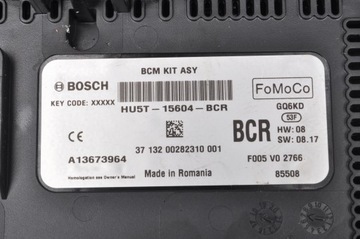 BCM KIT ASY
BOSCH
KEY CODE: XXXXX
HU5T-15604-BCR
FoMoCo
GQ6KD
53F
BCR
HW: 08
SW: 08.17
37 132 00282310 001
A13673964
F005 V0 2766
Made in Romania
85508
Homologation see Owner's Manual